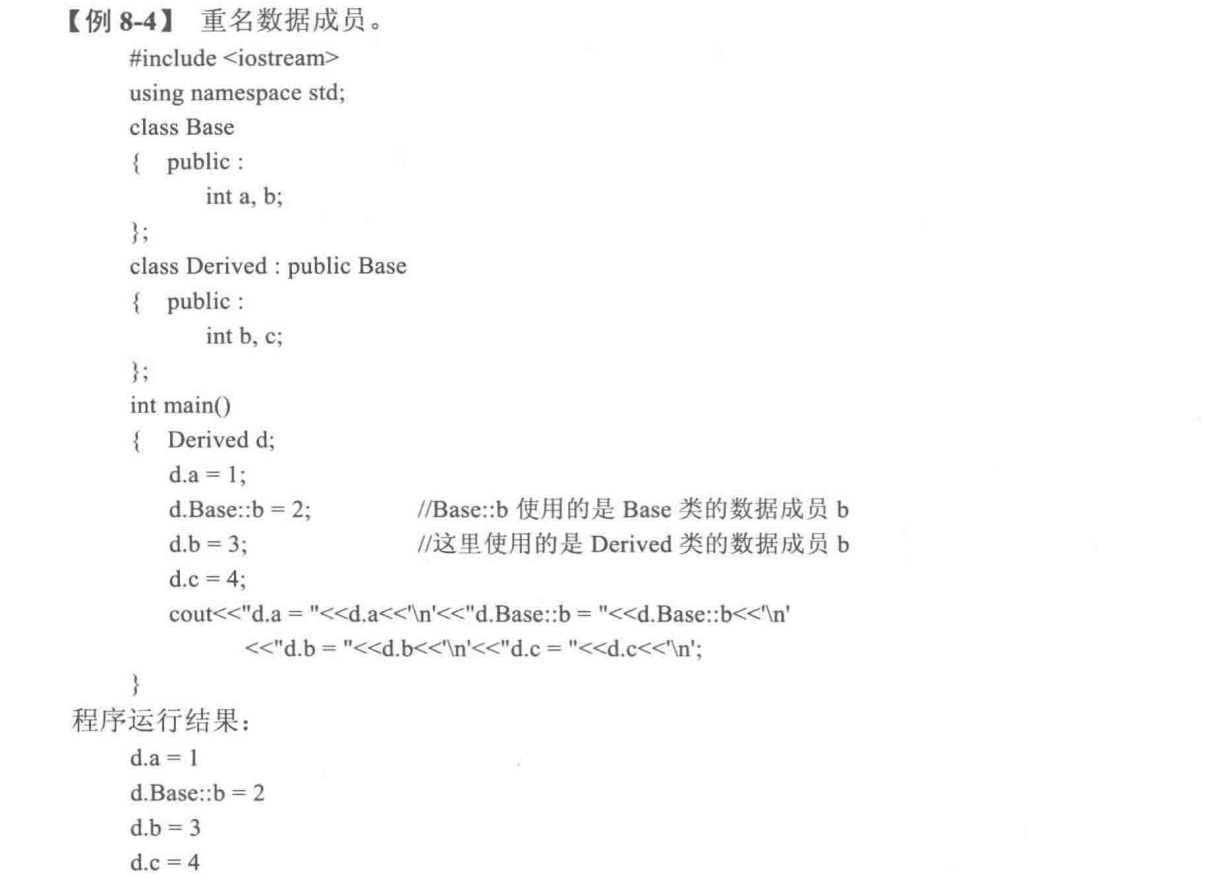 【例 8-4】 重名数据成员。
#include <iostream>
using namespace std;
class Base
{ public :
int a, b;
};
class Derived : public Base
{ public :
int b, c;
};
int main()
{ Derived d;
d.a = 1;
d.Base::b = 2; //Base::b 使用的是 Base 类的数据成员 b
d.b = 3; //这里使用的是 Derived 类的数据成员 b
d.c = 4;
cout<<"d.a = "<<d.a<<'\n'<<"d.Base::b = "<<d.Base::b<<'\n'
<<"d.b = "<<d.b<<'\n'<<"d.c = "<<d.c<<'\n';
}
程序运行结果：
d.a = 1
d.Base::b = 2
d.b = 3
d.c = 4